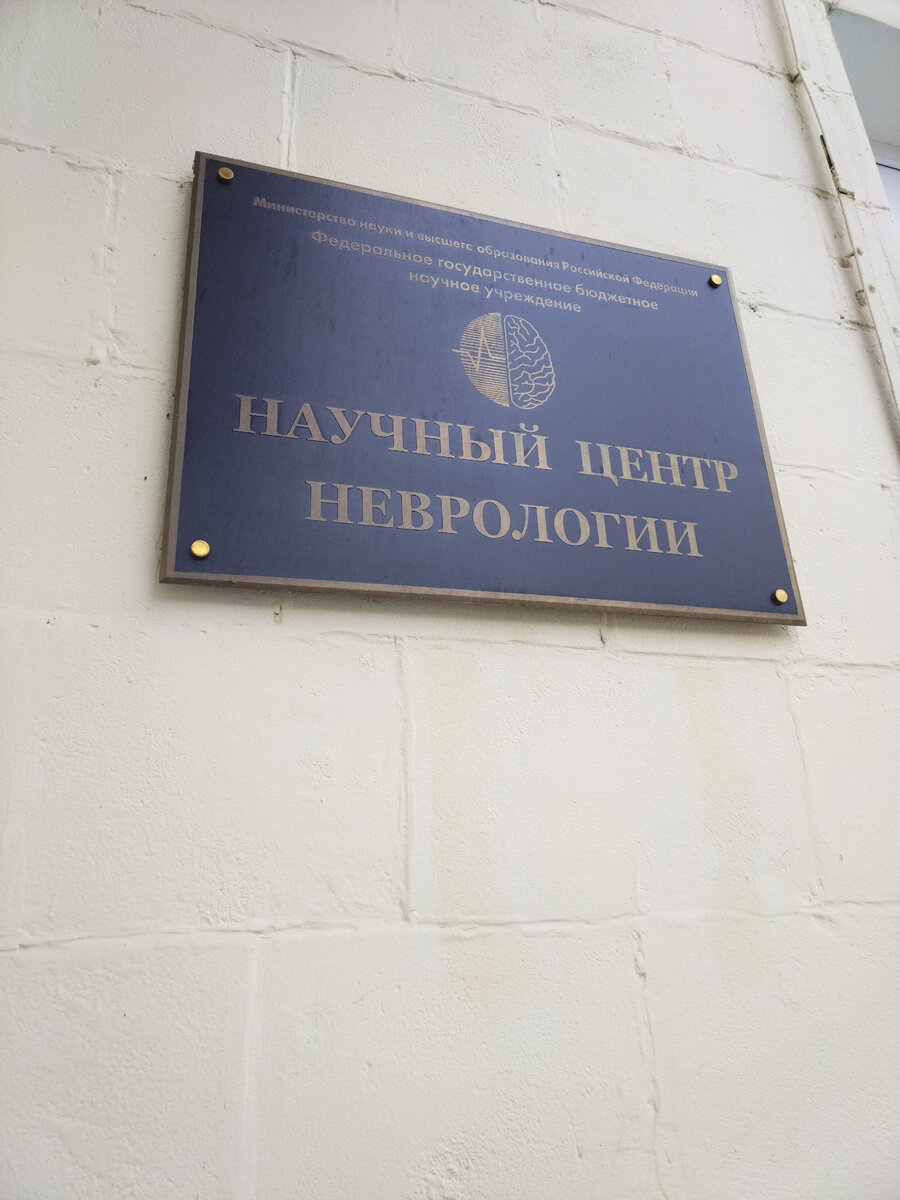 Министерство науки и высшего образования Российской Федерации
Федеральное государственное бюджетное
научное учреждение
НАУЧНЫЙ ЦЕНТР
НЕВРОЛОГИИ